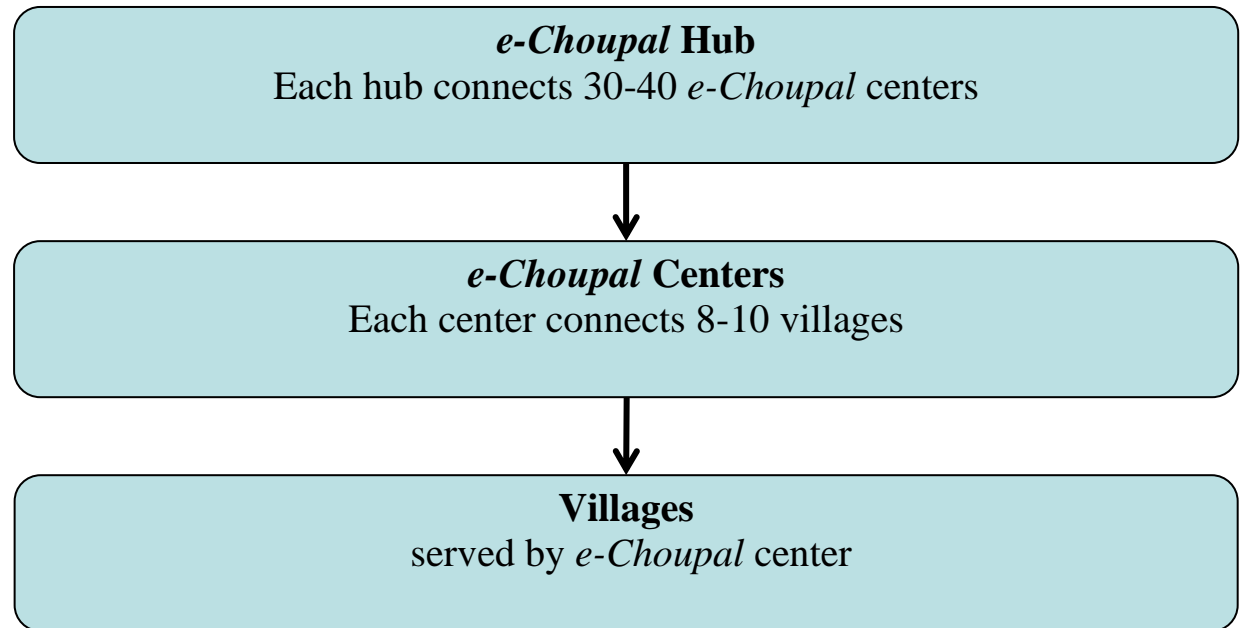 e-Choupal Hub
Each hub connects 30-40 e-Choupal centers
e-Choupal Centers
Each center connects 8-10 villages
Villages
served by e-Choupal center